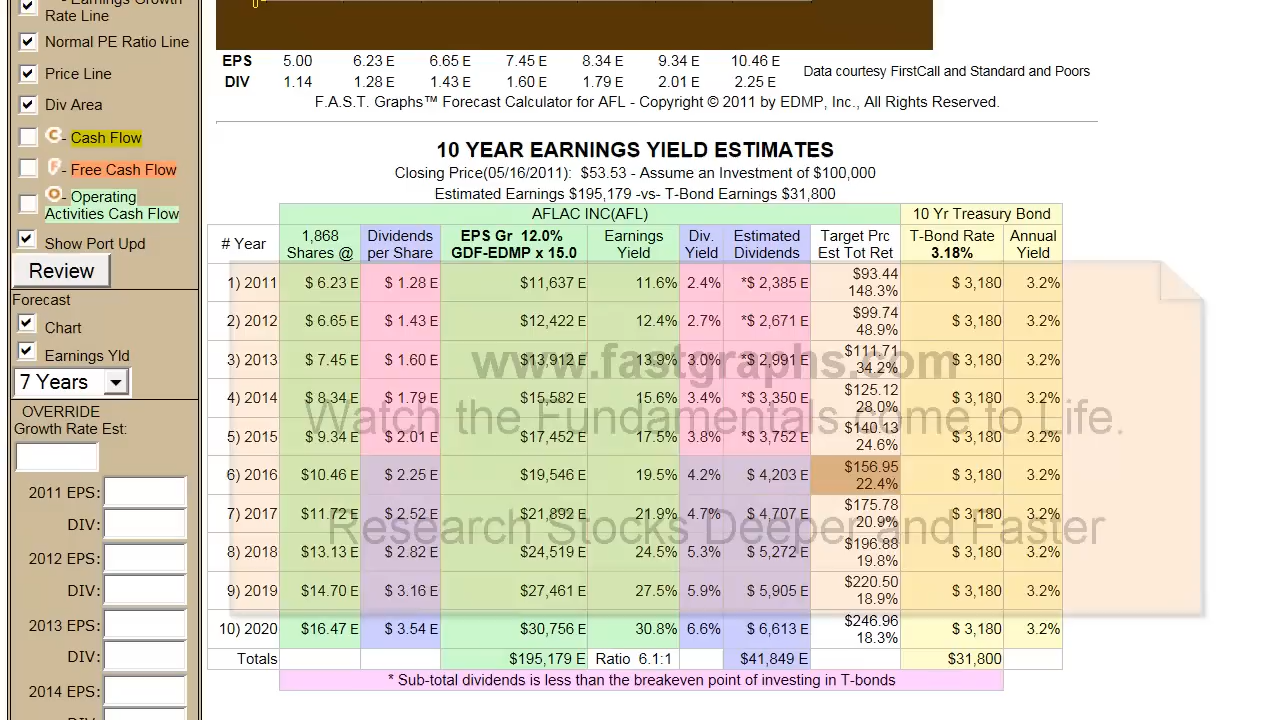 - Earnings Growth
Rate Line
Normal PE Ratio Line
Price Line
Div Area
C - Cash Flow
F - Free Cash Flow
O - Operating
Activities Cash Flow
Show Port Upd
Review
Forecast
Chart
Earnings Yld
7 Years
OVERRIDE
Growth Rate Est:
2011 EPS:
DIV:
2012 EPS:
DIV:
2013 EPS:
DIV:
2014 EPS:
0
EPS 5.00 6.23 E 6.65 E 7.45 E 8.34 E 9.34 E 10.46 E
DIV 1.14 1.28 E 1.43 E 1.60 E 1.79 E 2.01 E 2.25 E
Data courtesy FirstCall and Standard and Poors
F.A.S.T. Graphs™ Forecast Calculator for AFL - Copyright © 2011 by EDMP, Inc., All Rights Reserved.
10 YEAR EARNINGS YIELD ESTIMATES
Closing Price(05/16/2011): $53.53 - Assume an Investment of $100,000
Estimated Earnings $195,179 -vs- T-Bond Earnings $31,800
AFLAC INC(AFL) 10 Yr Treasury Bond
# Year 1,868 Shares @ Dividends per Share EPS Gr 12.0% GDF-EDMP x 15.0 Earnings Yield Div. Yield Estimated Dividends Target Prc Est Tot Ret T-Bond Rate 3.18% Annual Yield
1) 2011 $ 6.23 E $ 1.28 E $11,637 E 11.6% 2.4% *$ 2,385 E $93.44 148.3% $ 3,180 3.2%
2) 2012 $ 6.65 E $ 1.43 E $12,422 E 12.4% 2.7% *$ 2,671 E $99.74 48.9% $ 3,180 3.2%
3) 2013 $ 7.45 E $ 1.60 E $13,912 E 13.9% 3.0% *$ 2,991 E $111.71 34.2% $ 3,180 3.2%
www.fastgraphs.com
4) 2014 $ 8.34 E $ 1.79 E $15,582 E 15.6% 3.4% *$ 3,350 E $125.12 28.0% $ 3,180 3.2%
Watch the Fundamentals come to Life.
5) 2015 $ 9.34 E $ 2.01 E $17,452 E 17.5% 3.8% *$ 3,752 E $140.13 24.6% $ 3,180 3.2%
6) 2016 $10.46 E $ 2.25 E $19,546 E 19.5% 4.2% $ 4,203 E $156.95 22.4% $ 3,180 3.2%
7) 2017 $11.72 E $ 2.52 E $21,892 E 21.9% 4.7% $ 4,707 E $175.78 20.9% $ 3,180 3.2%
Research Stocks Deeper and Faster
8) 2018 $13.13 E $ 2.82 E $24,519 E 24.5% 5.3% $ 5,272 E $196.88 19.8% $ 3,180 3.2%
9) 2019 $14.70 E $ 3.16 E $27,461 E 27.5% 5.9% $ 5,905 E $220.50 18.9% $ 3,180 3.2%
10) 2020 $16.47 E $ 3.54 E $30,756 E 30.8% 6.6% $ 6,613 E $246.96 18.3% $ 3,180 3.2%
Totals $195,179 E Ratio 6.1:1 $41,849 E $31,800
* Sub-total dividends is less than the breakeven point of investing in T-bonds